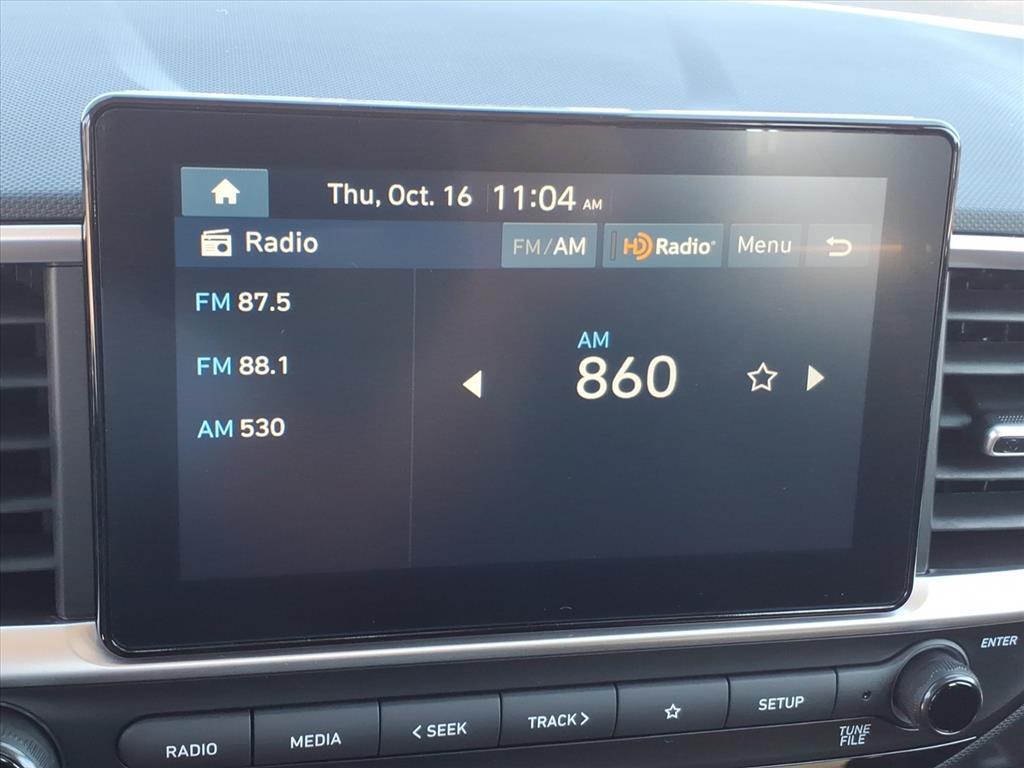 Thu, Oct. 16 11:04 AM
Radio FM/AM HD Radio® Menu
FM 87.5
FM 88.1
AM 530
AM
860
RADIO MEDIA < SEEK TRACK > SETUP
ENTER
TUNE
FILE